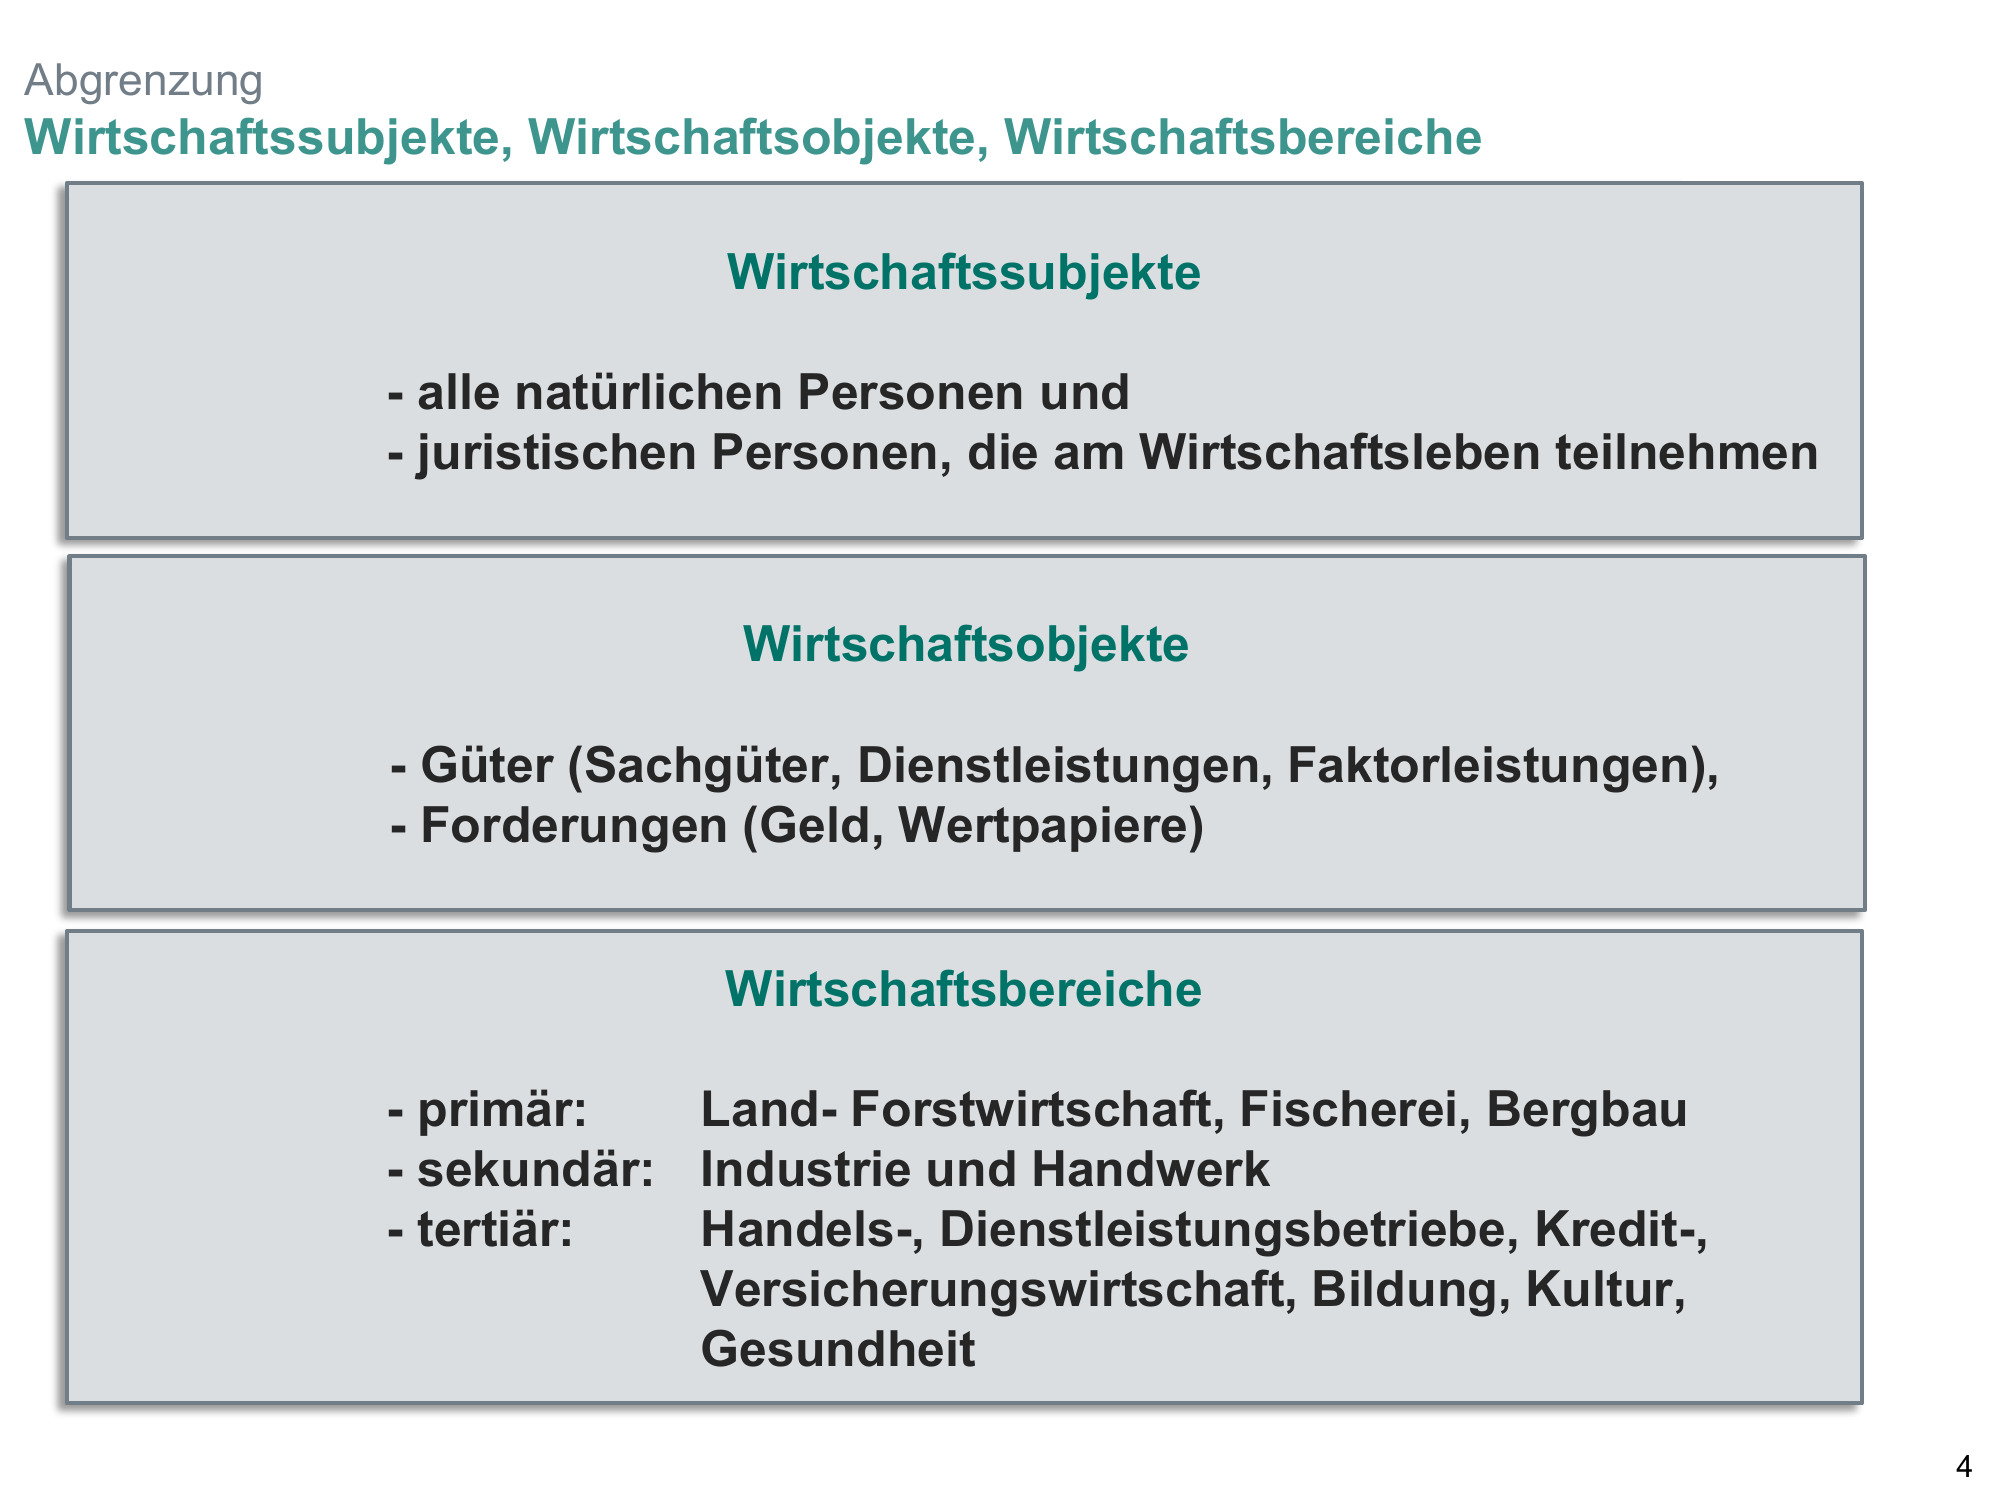 Abgrenzung
Wirtschaftssubjekte, Wirtschaftsobjekte, Wirtschaftsbereiche
Wirtschaftssubjekte
- alle natürlichen Personen und
- juristischen Personen, die am Wirtschaftsleben teilnehmen
Wirtschaftsobjekte
- Güter (Sachgüter, Dienstleistungen, Faktorleistungen),
- Forderungen (Geld, Wertpapiere)
Wirtschaftsbereiche
- primär: Land- Forstwirtschaft, Fischerei, Bergbau
- sekundär: Industrie und Handwerk
- tertiär: Handels-, Dienstleistungsbetriebe, Kredit-,
Versicherungswirtschaft, Bildung, Kultur,
Gesundheit
4